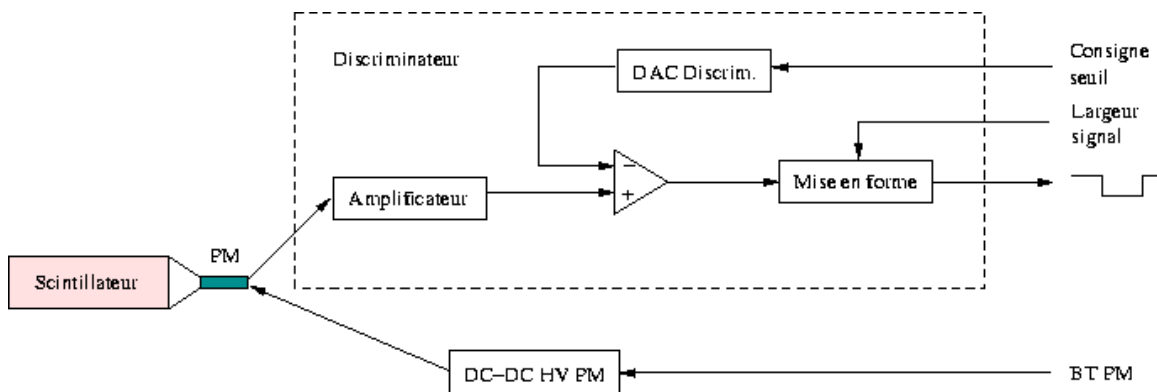 Discriminateur
DAC Discrim.
Consigne
seuil
Largeur
signal
−
+
Amplificateur
Mise en forme
PM
Scintillateur
DC−DC HV PM
BT PM